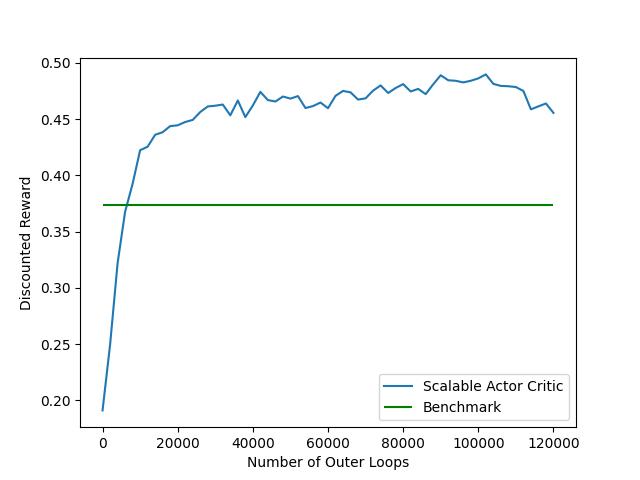 0.50
0.45
0.40
0.35
0.30
0.25
0.20
Discounted Reward
Scalable Actor Critic
Benchmark
0 20000 40000 60000 80000 100000 120000
Number of Outer Loops